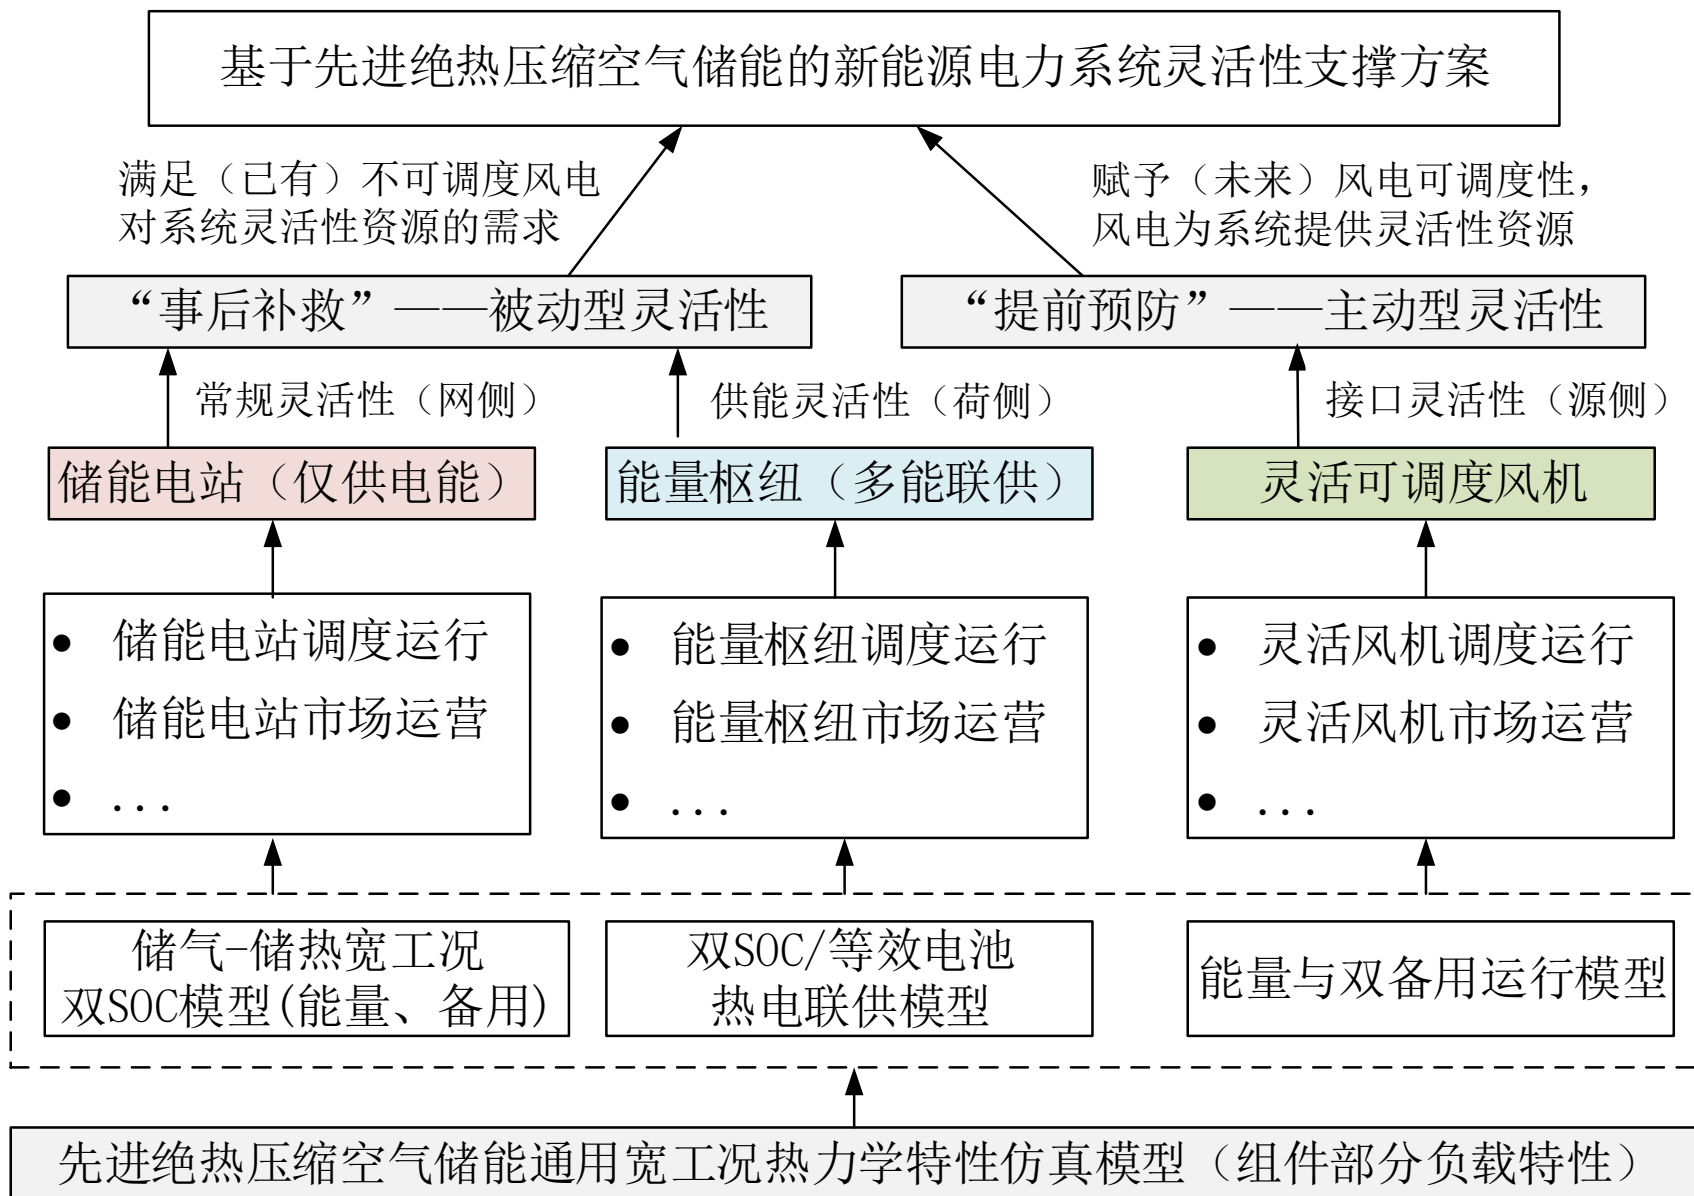 基于先进绝热压缩空气储能的新能源电力系统灵活性支撑方案
满足（已有）不可调度风电
对系统灵活性资源的需求
赋予（未来）风电可调度性，
风电为系统提供灵活性资源
“事后补救”——被动型灵活性
“提前预防”——主动型灵活性
常规灵活性（网侧）
供能灵活性（荷侧）
接口灵活性（源侧）
储能电站（仅供电能）
能量枢纽（多能联供）
灵活可调度风机
• 储能电站调度运行
• 储能电站市场运营
• ...
• 能量枢纽调度运行
• 能量枢纽市场运营
• ...
• 灵活风机调度运行
• 灵活风机市场运营
• ...
储气-储热宽工况
双SOC模型(能量、备用)
双SOC/等效电池
热电联供模型
能量与双备用运行模型
先进绝热压缩空气储能通用宽工况热力学特性仿真模型（组件部分负载特性）